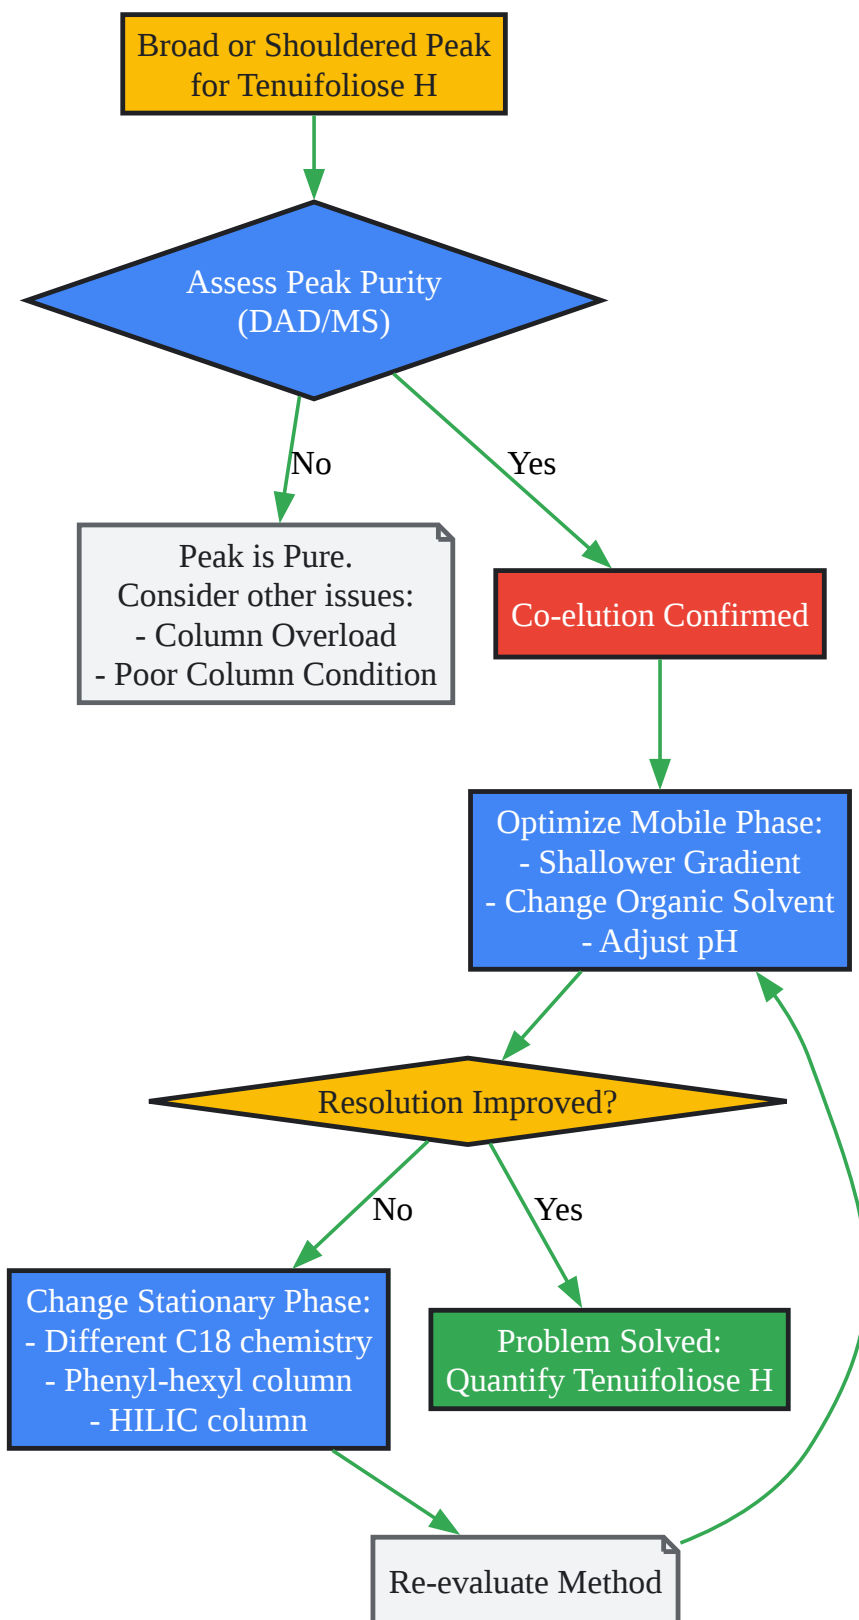 Broad or Shouldered Peak
for Tenuifoliose H
Assess Peak Purity
(DAD/MS)
No
Yes
Peak is Pure.
Consider other issues:
- Column Overload
- Poor Column Condition
Co-elution Confirmed
Optimize Mobile Phase:
- Shallower Gradient
- Change Organic Solvent
- Adjust pH
Resolution Improved?
No
Yes
Change Stationary Phase:
- Different C18 chemistry
- Phenyl-hexyl column
- HILIC column
Problem Solved:
Quantify Tenuifoliose H
Re-evaluate Method